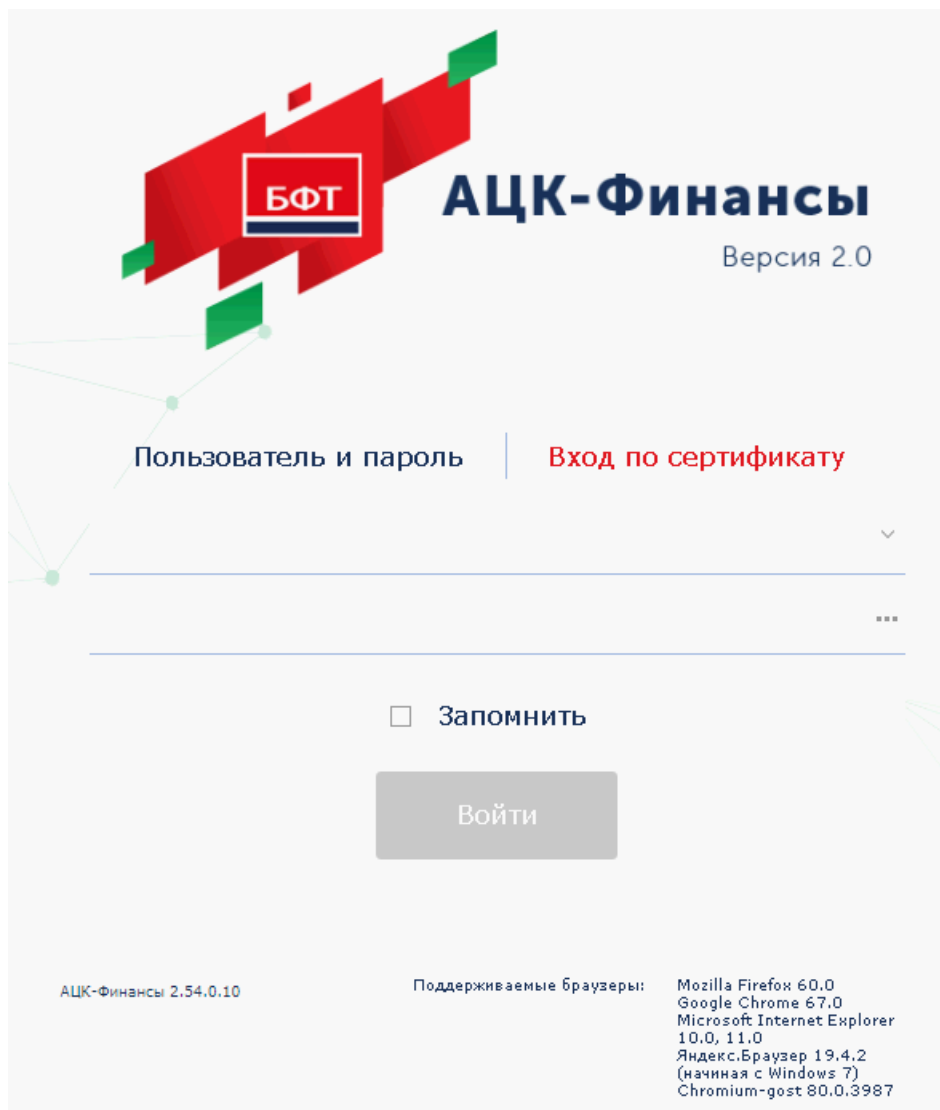 БФТ
АЦК-Финансы
Версия 2.0
Пользователь и пароль
Вход по сертификату
Запомнить
Войти
АЦК-Финансы 2.54.0.10
Поддерживаемые браузеры:
Mozilla Firefox 60.0
Google Chrome 67.0
Microsoft Internet Explorer
10.0, 11.0
Яндекс.Браузер 19.4.2
(начиная с Windows 7)
Chromium-gost 80.0.3987